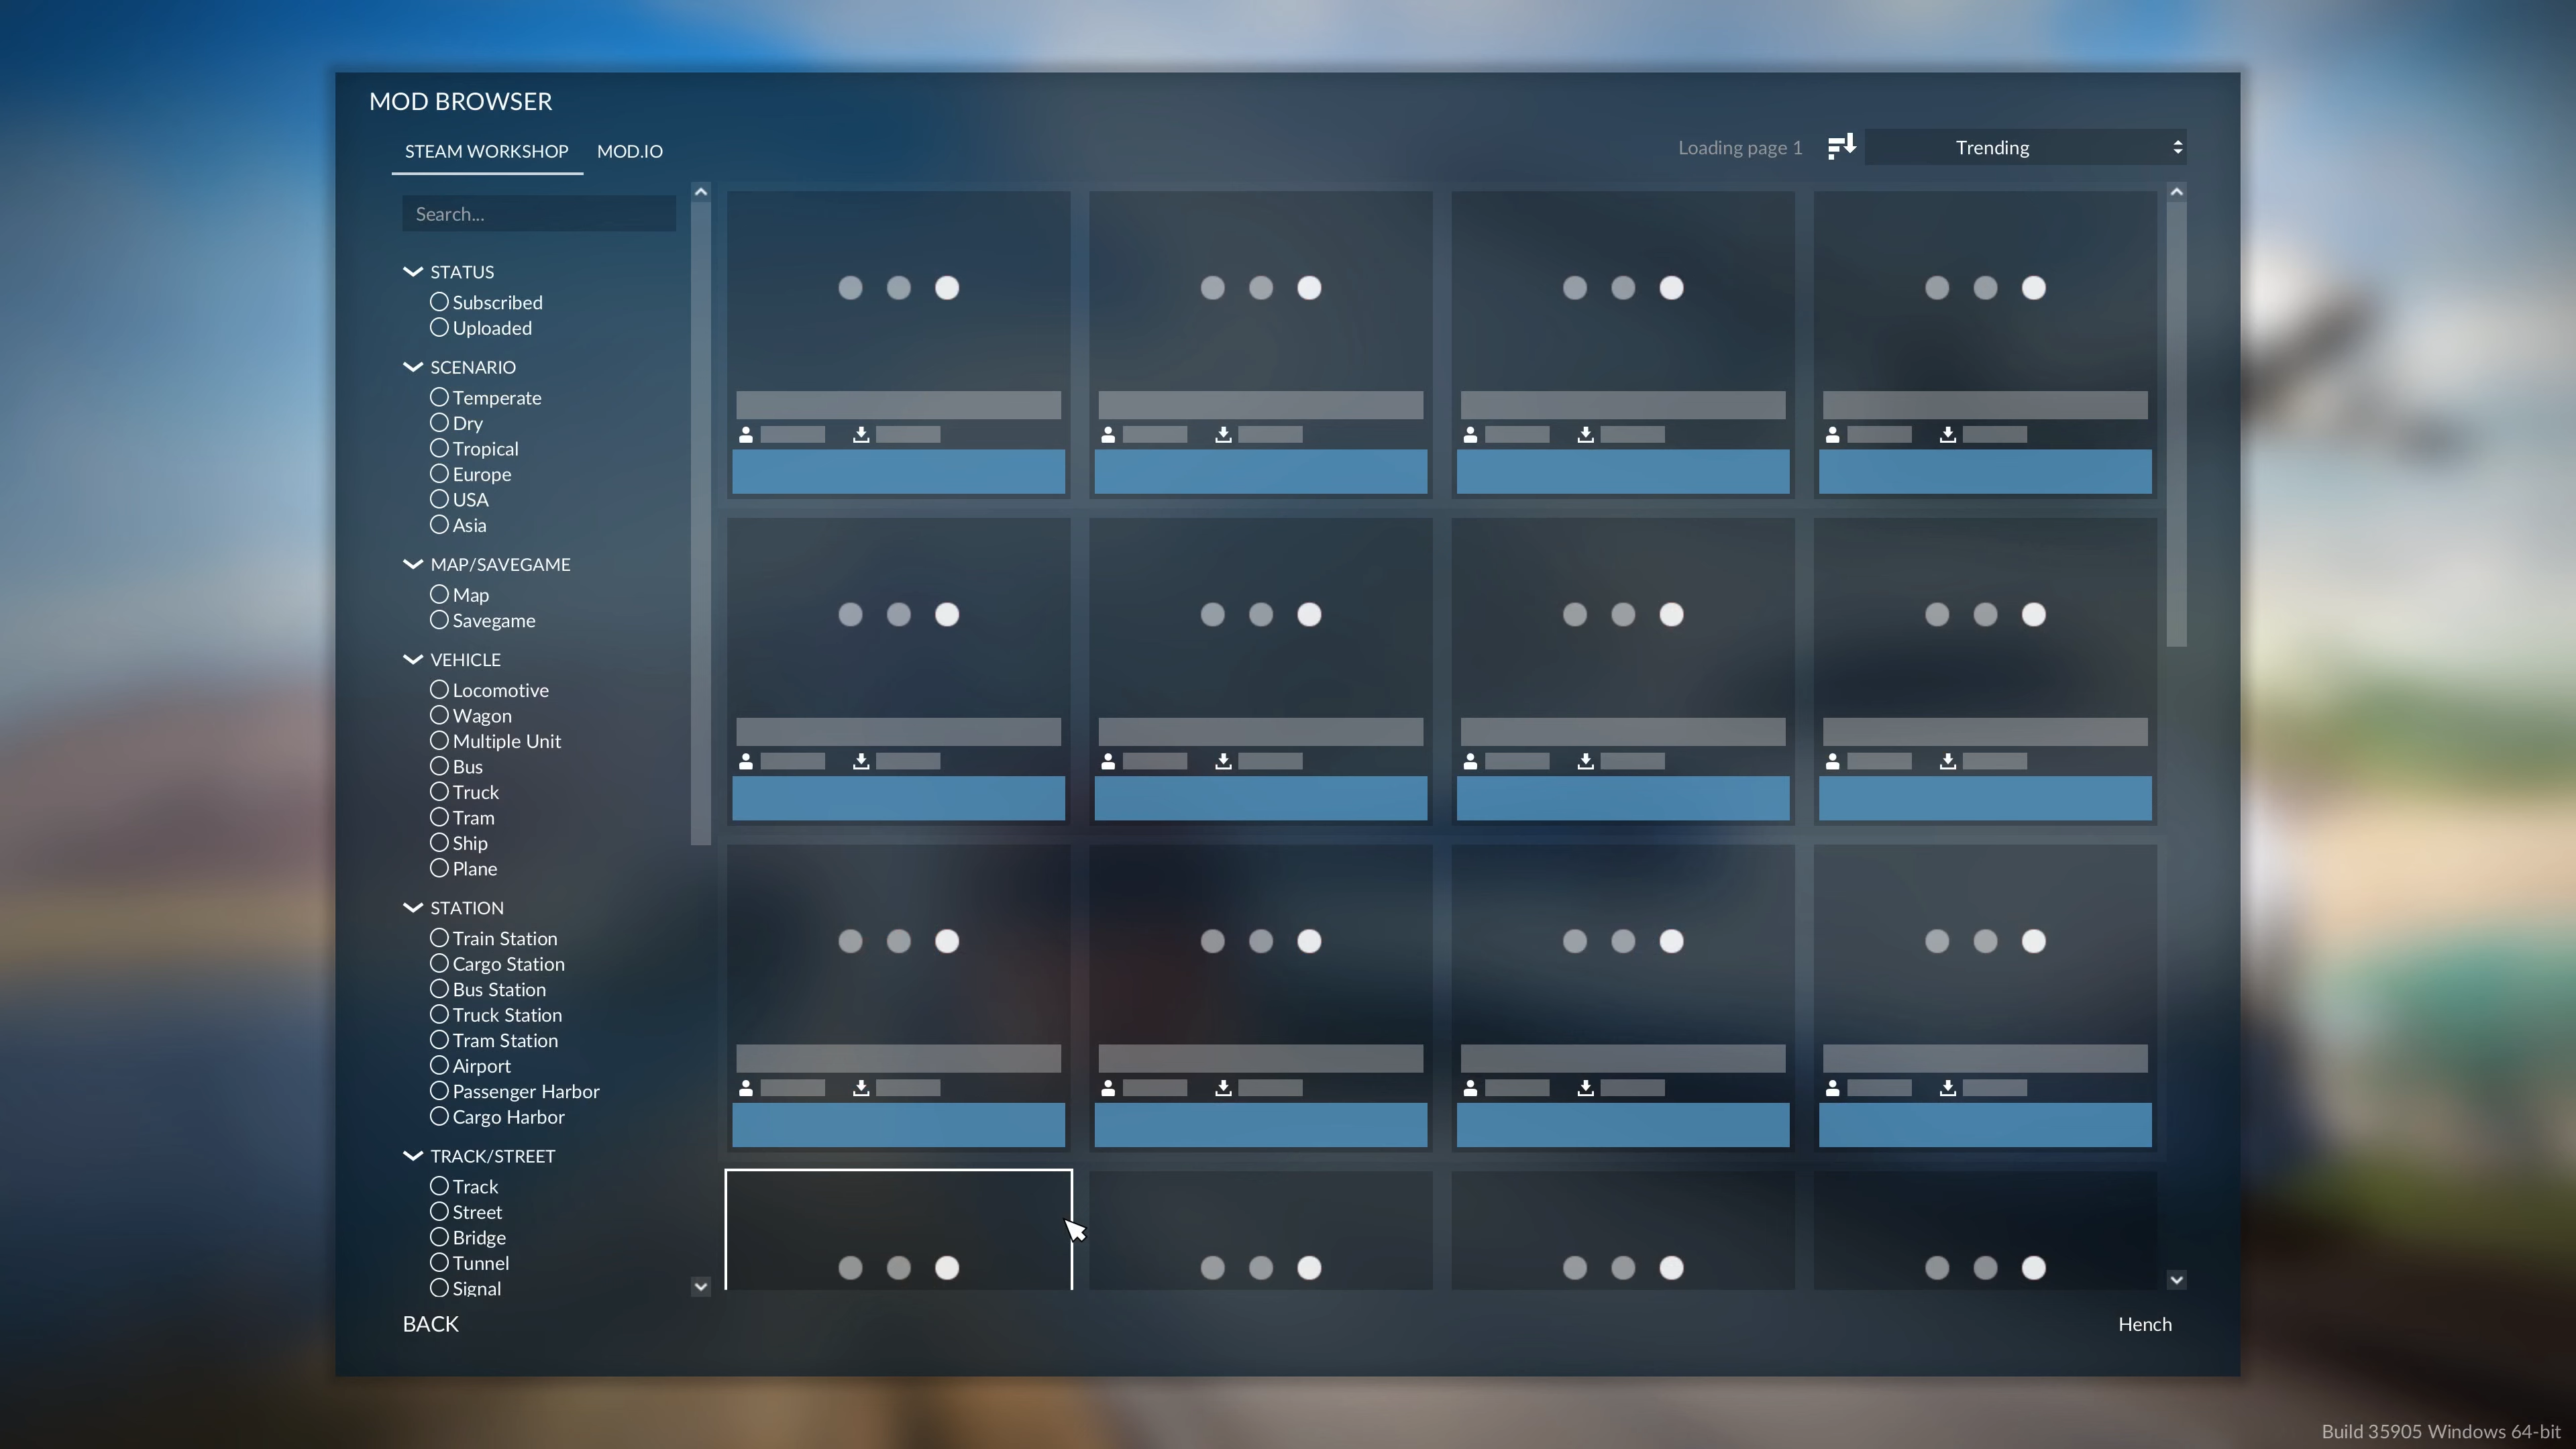 MOD BROWSER
STEAM WORKSHOP
MOD.IO
Loading page 1
Trending
Search...
STATUS
Subscribed
Uploaded
SCENARIO
Temperate
Dry
Tropical
Europe
USA
Asia
MAP/SAVEGAME
Map
Savegame
VEHICLE
Locomotive
Wagon
Multiple Unit
Bus
Truck
Tram
Ship
Plane
STATION
Train Station
Cargo Station
Bus Station
Truck Station
Tram Station
Airport
Passenger Harbor
Cargo Harbor
TRACK/STREET
Track
Street
Bridge
Tunnel
Signal
BACK
Hench
Build 35905 Windows 64-bit